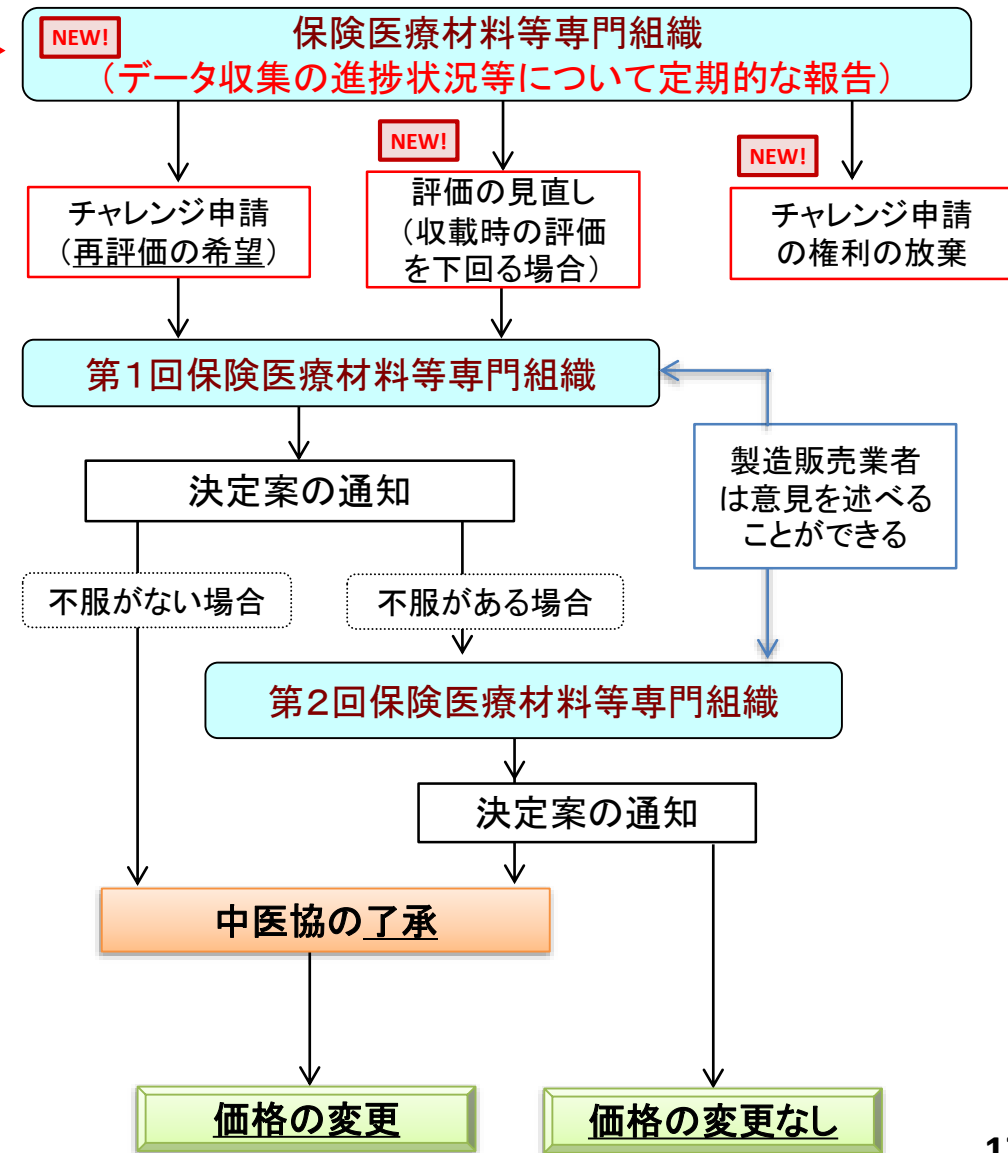 NEW!
保険医療材料等専門組織
（データ収集の進捗状況等について定期的な報告）
NEW!
NEW!
チャレンジ申請
（再評価の希望）
評価の見直し
（収載時の評価
を下回る場合）
チャレンジ申請
の権利の放棄
第１回保険医療材料等専門組織
決定案の通知
製造販売業者
は意見を述べる
ことができる
不服がない場合
不服がある場合
第２回保険医療材料等専門組織
決定案の通知
中医協の了承
価格の変更
価格の変更なし